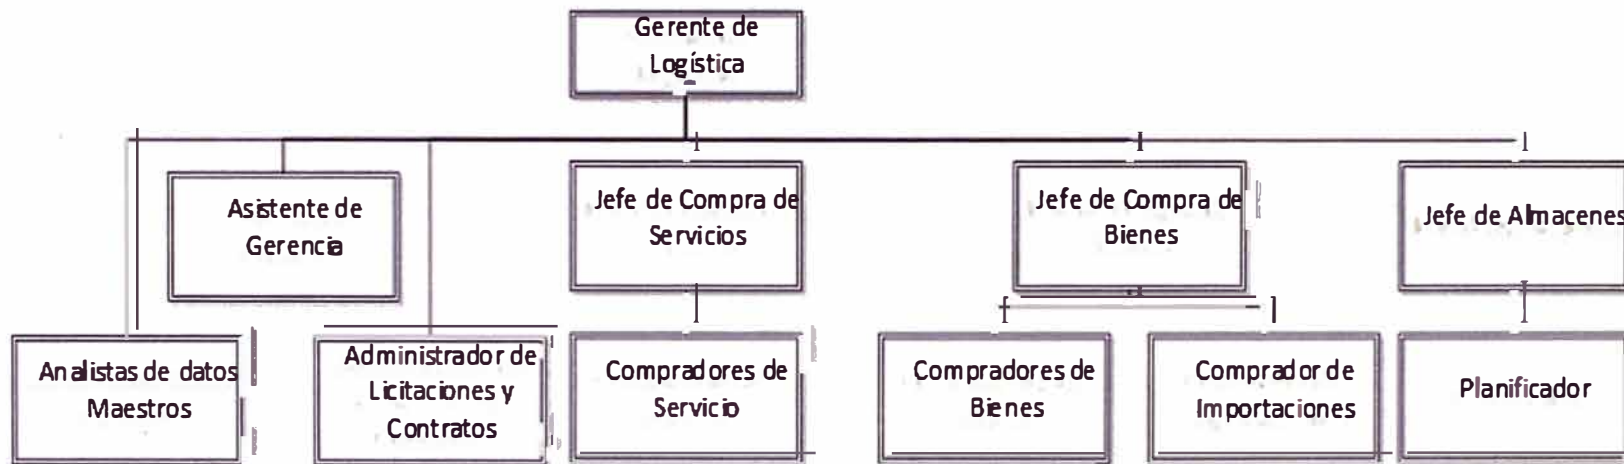 Gerente de
Logística
Asistente de
Gerencia
Jefe de Compra de
Servicios
Jefe de Compra de
Bienes
Jefe de Almacenes
Analistas de datos
Maestros
Administrador de
Licitaciones y
Contratos
Compradores de
Servicio
Compradores de
Bienes
Comprador de
Importaciones
Planificador